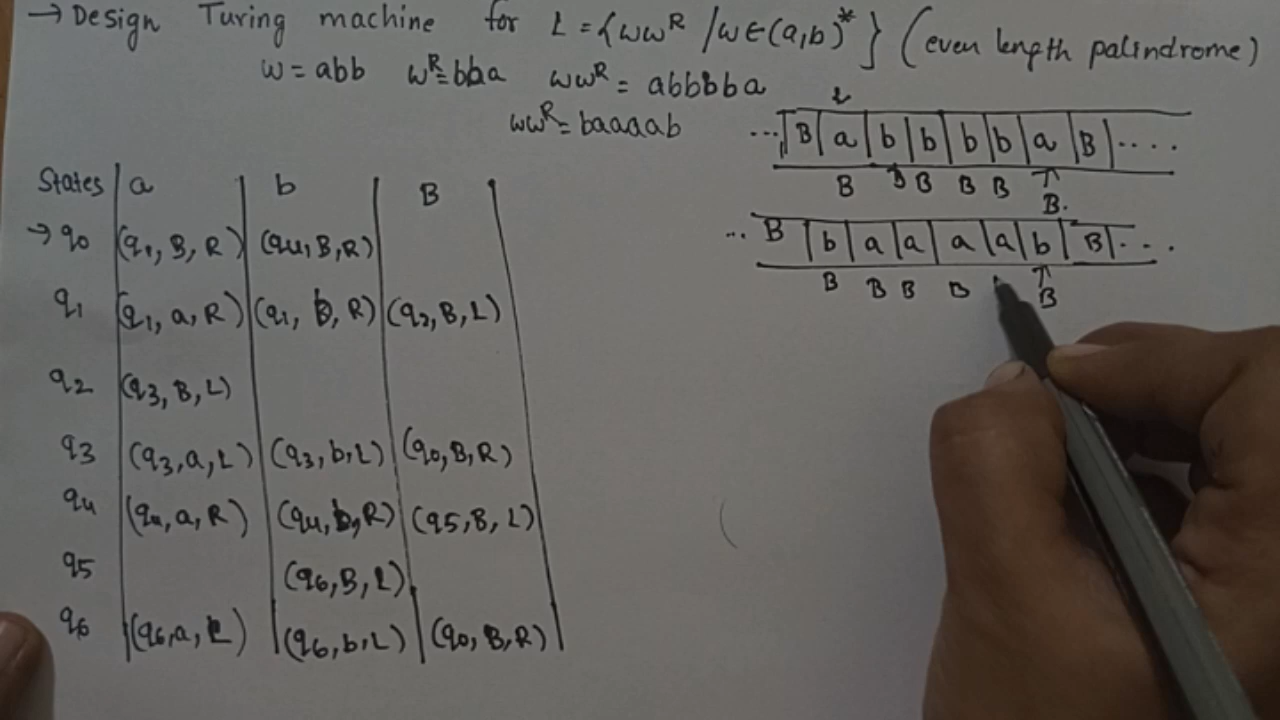 → Design Turing machine for L = {wwᴿ / w ∈ (a,b)*} (even length palindrome)
w = abb wᴿ = bba wwᴿ = abbbba
wwᴿ = baaaab
... B a b b b b a B ....
B B B B B B.
... B b a a a a b B ...
B B B B B
States a b B
→ q0 (q1, B, R) (q4, B, R)
q1 (q1, a, R) (q1, b, R) (q2, B, L)
q2 (q3, B, L)
q3 (q3, a, L) (q3, b, L) (q0, B, R)
q4 (q4, a, R) (q4, b, R) (q5, B, L)
q5 (q6, B, L)
q6 (q6, a, L) (q6, b, L) (q0, B, R)